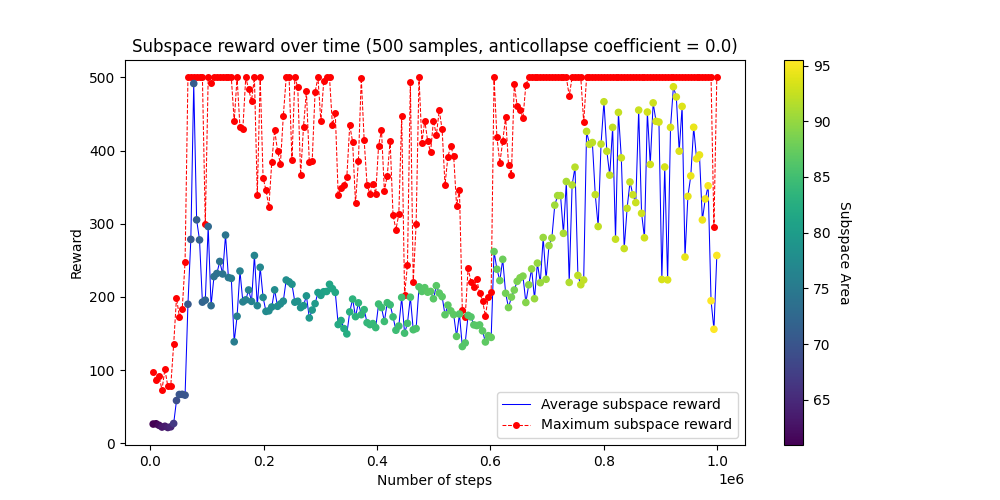 Subspace reward over time (500 samples, anticollapse coefficient = 0.0)
Reward
500
400
300
200
100
0
0.0 0.2 0.4 0.6 0.8 1.0
1e6
Number of steps
Average subspace reward
Maximum subspace reward
95
90
85
80
75
70
65
Subspace Area